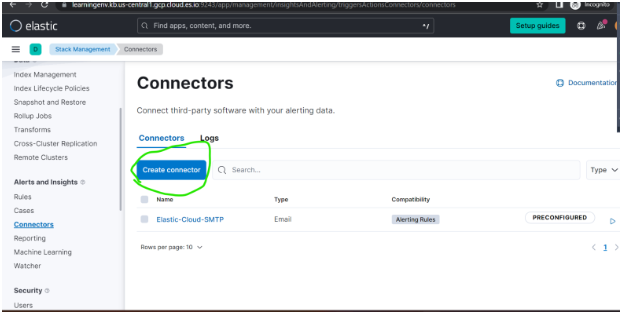 learningenv.kb.us-central1.gcp.cloud.es.io:9243/app/management/insightsAndAlerting/triggersActionsConnectors/connectors
Incognito
elastic
Find apps, content, and more.
Setup guides
D
Stack Management
Connectors
Index Management
Index Lifecycle Policies
Snapshot and Restore
Rollup Jobs
Transforms
Cross-Cluster Replication
Remote Clusters
Alerts and Insights
Rules
Cases
Connectors
Reporting
Machine Learning
Watcher
Security
Users
Connectors
Documentation
Connect third-party software with your alerting data.
Connectors
Logs
Create connector
Search...
Type
Name
Type
Compatibility
Elastic-Cloud-SMTP
Email
Alerting Rules
PRECONFIGURED
Rows per page: 10
1